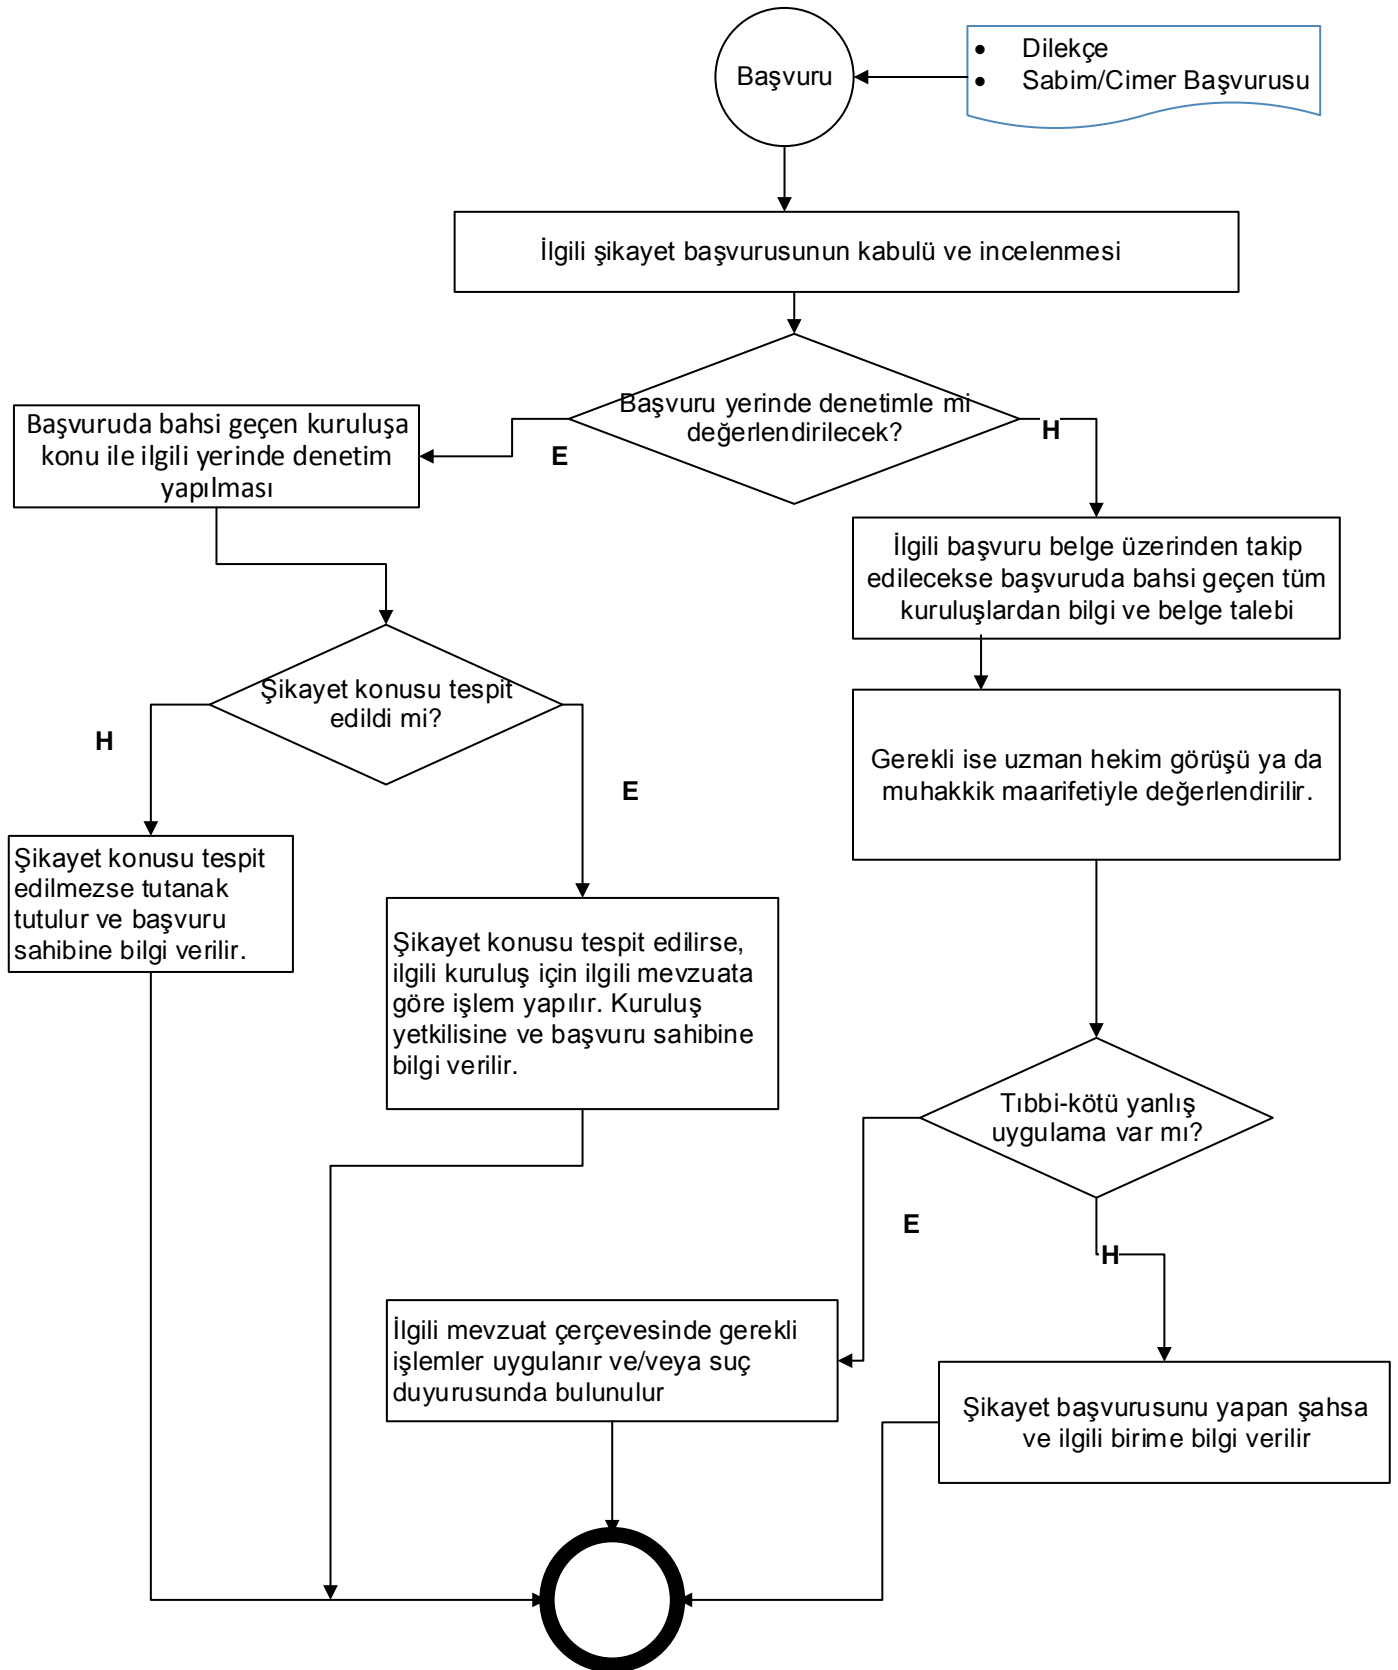 Başvuru
• Dilekçe
• Sabim/Cimer Başvurusu
İlgili şikayet başvurusunun kabulü ve incelenmesi
Başvuru yerinde denetimle mi
değerlendirilecek?
E
H
Başvuruda bahsi geçen kuruluşa
konu ile ilgili yerinde denetim
yapılması
İlgili başvuru belge üzerinden takip
edilecekse başvuruda bahsi geçen tüm
kuruluşlardan bilgi ve belge talebi
Şikayet konusu tespit
edildi mi?
H
E
Gerekli ise uzman hekim görüşü ya da
muhakkik maarifetiyle değerlendirilir.
Şikayet konusu tespit
edilmezse tutanak
tutulur ve başvuru
sahibine bilgi verilir.
Şikayet konusu tespit edilirse,
ilgili kuruluş için ilgili mevzuata
göre işlem yapılır. Kuruluş
yetkilisine ve başvuru sahibine
bilgi verilir.
Tıbbi-kötü yanlış
uygulama var mı?
E
H
İlgili mevzuat çerçevesinde gerekli
işlemler uygulanır ve/veya suç
duyurusunda bulunulur
Şikayet başvurusunu yapan şahsa
ve ilgili birime bilgi verilir